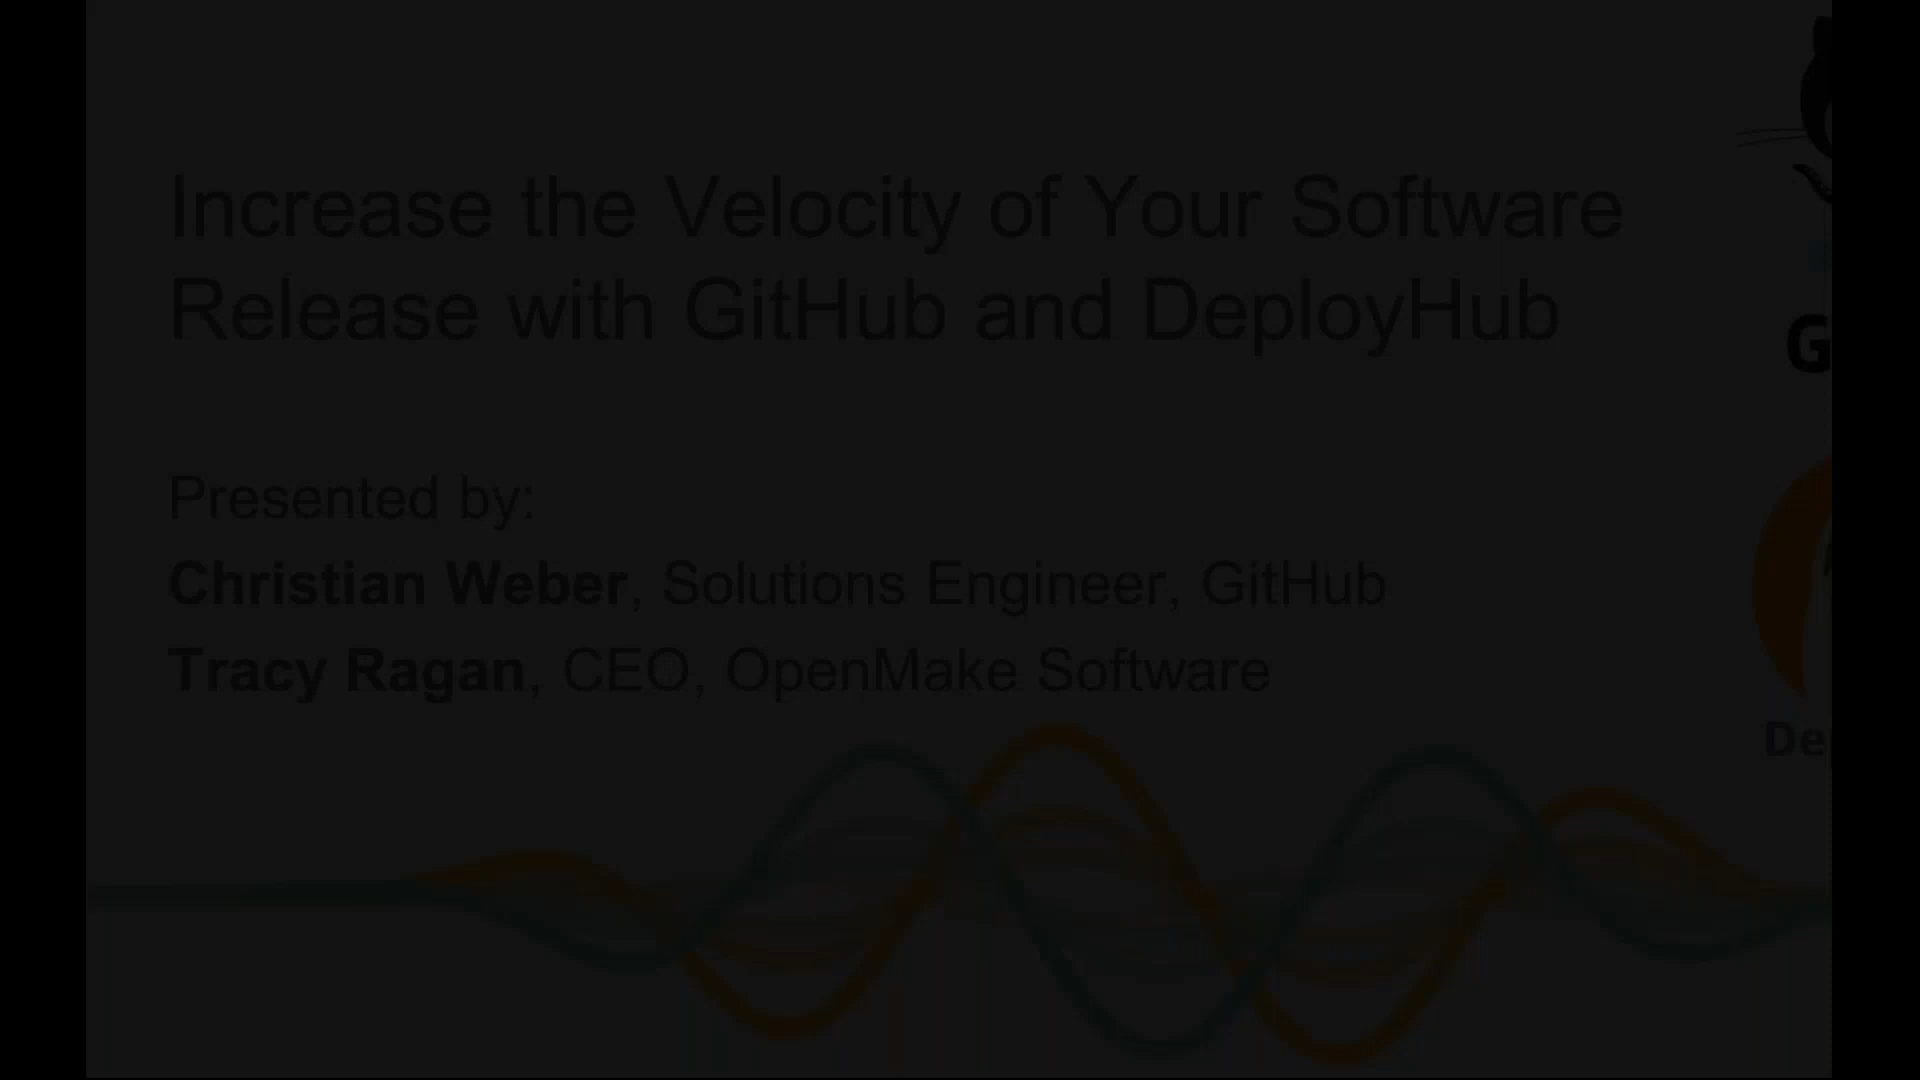 Increase the Velocity of Your Software
Release with GitHub and DeployHub
Presented by:
Christian Weber, Solutions Engineer, GitHub
Tracy Ragan, CEO, OpenMake Software
G
De